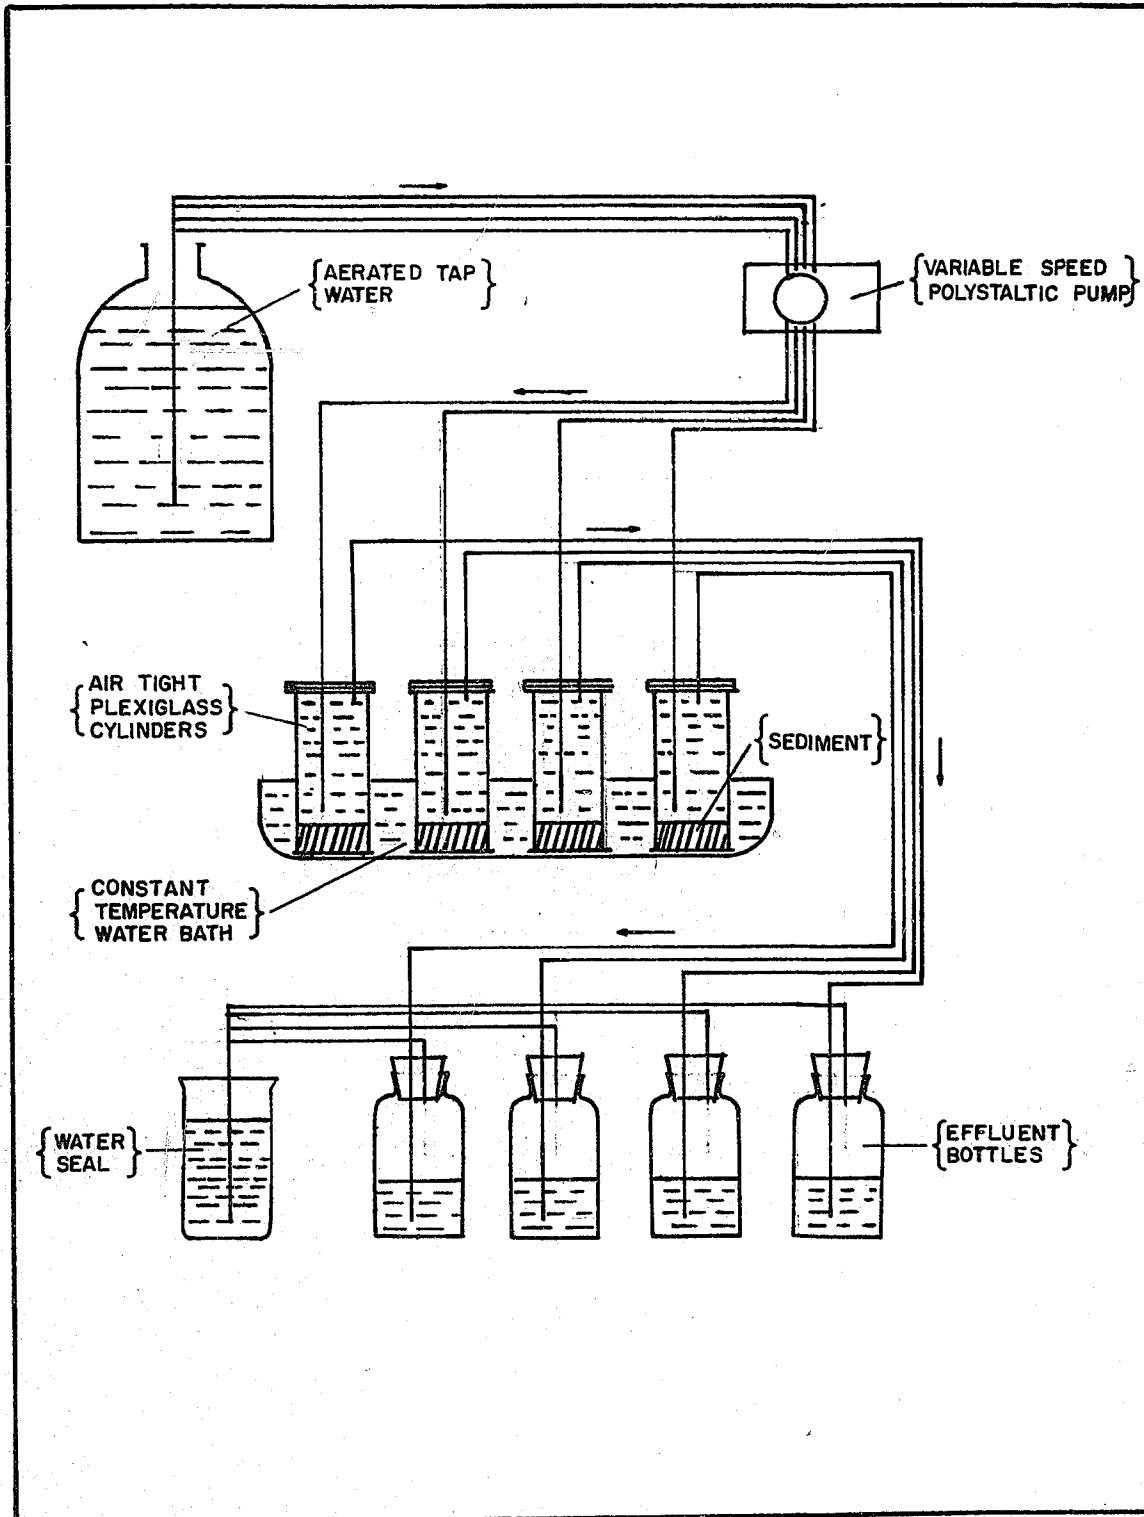 AERATED TAP
WATER
VARIABLE SPEED
POLYSTALTIC PUMP
AIR TIGHT
PLEXIGLASS
CYLINDERS
SEDIMENT
CONSTANT
TEMPERATURE
WATER BATH
WATER
SEAL
EFFLUENT
BOTTLES